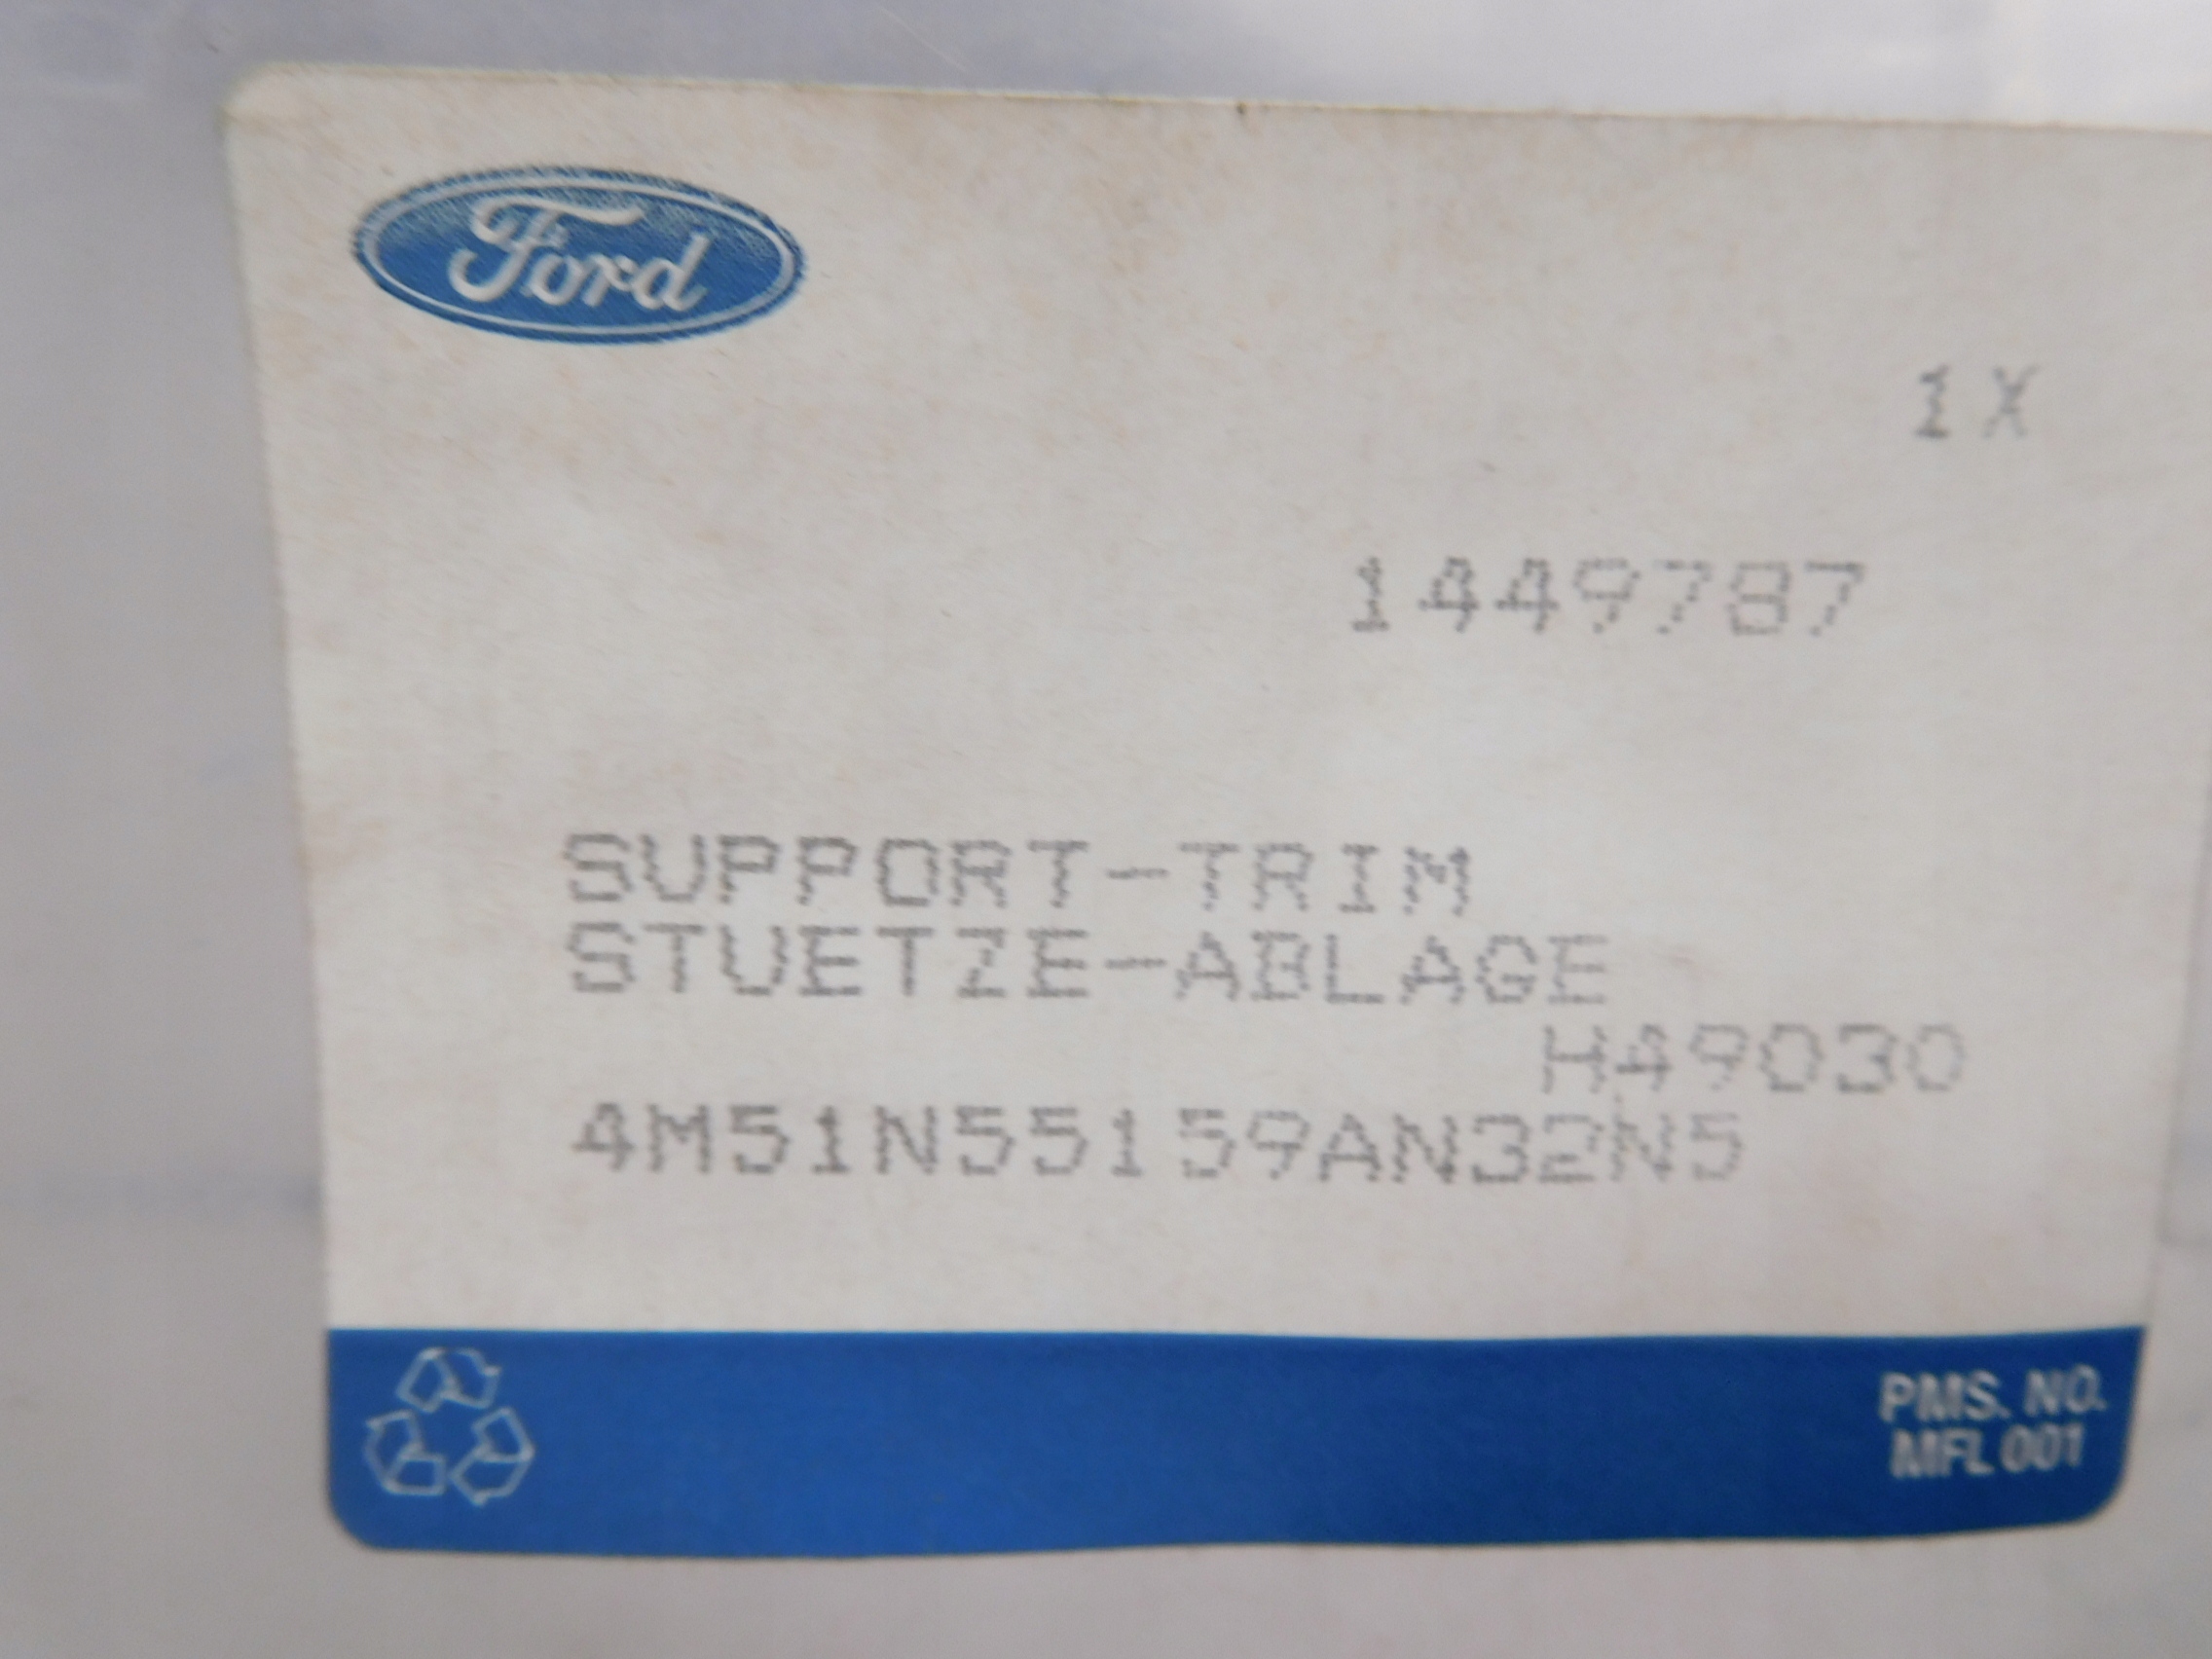 Ford
1X
1449787
SUPPORT-TRIM
STUETZE-ABLAGE
H49030
4M51N55159AN32N5
PMS. NO.
MFL 001